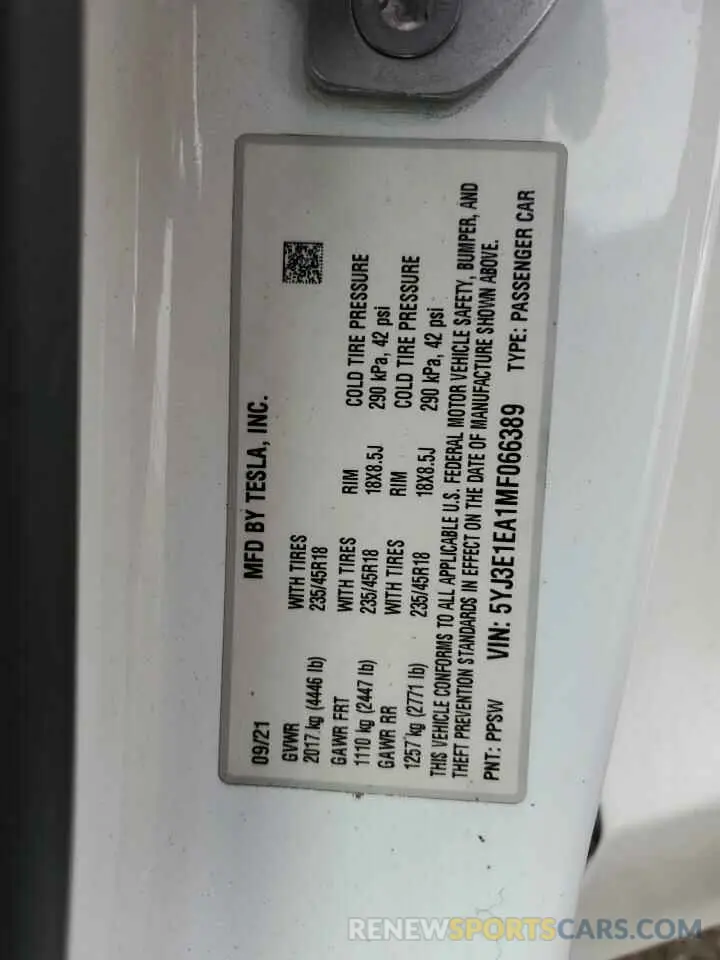 09/21 MFD BY TESLA, INC.
GVWR WITH TIRES
2017 kg (4446 lb) 235/45R18
GAWR FRT WITH TIRES RIM COLD TIRE PRESSURE
1110 kg (2447 lb) 235/45R18 18X8.5J 290 kPa, 42 psi
GAWR RR WITH TIRES RIM COLD TIRE PRESSURE
1257 kg (2771 lb) 235/45R18 18X8.5J 290 kPa, 42 psi
THIS VEHICLE CONFORMS TO ALL APPLICABLE U.S. FEDERAL MOTOR VEHICLE SAFETY, BUMPER, AND
THEFT PREVENTION STANDARDS IN EFFECT ON THE DATE OF MANUFACTURE SHOWN ABOVE.
PNT: PPSW VIN: 5YJ3E1EA1MF066389 TYPE: PASSENGER CAR
RENEWSPORTSCARS.COM